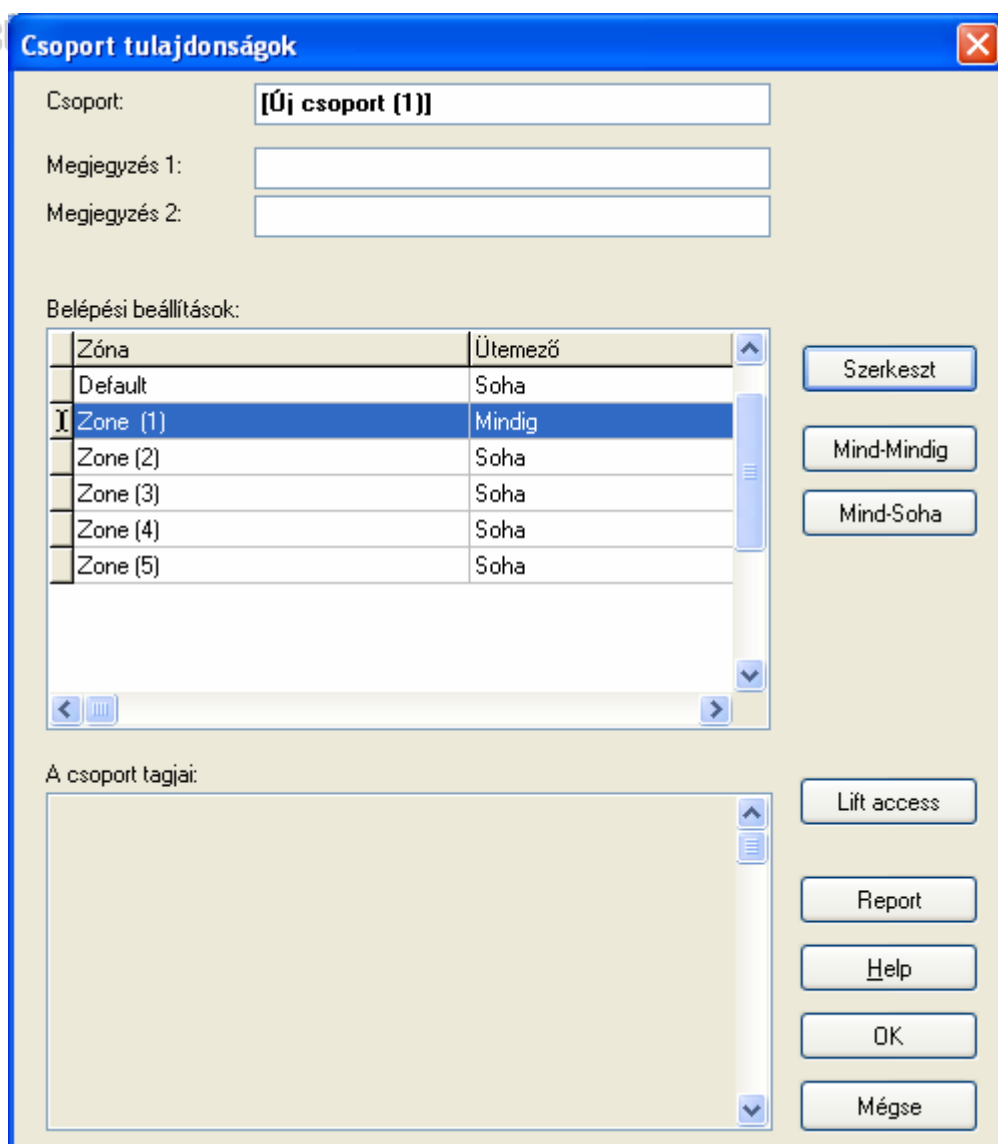 Csoport tulajdonságok
Csoport: [Új csoport (1)]
Megjegyzés 1:
Megjegyzés 2:
Belépési beállítások:
Zóna Ütemező
Default Soha
Zone (1) Mindig
Zone (2) Soha
Zone (3) Soha
Zone (4) Soha
Zone (5) Soha
Szerkeszt
Mind-Mindig
Mind-Soha
A csoport tagjai:
Lift access
Report
Help
OK
Mégse